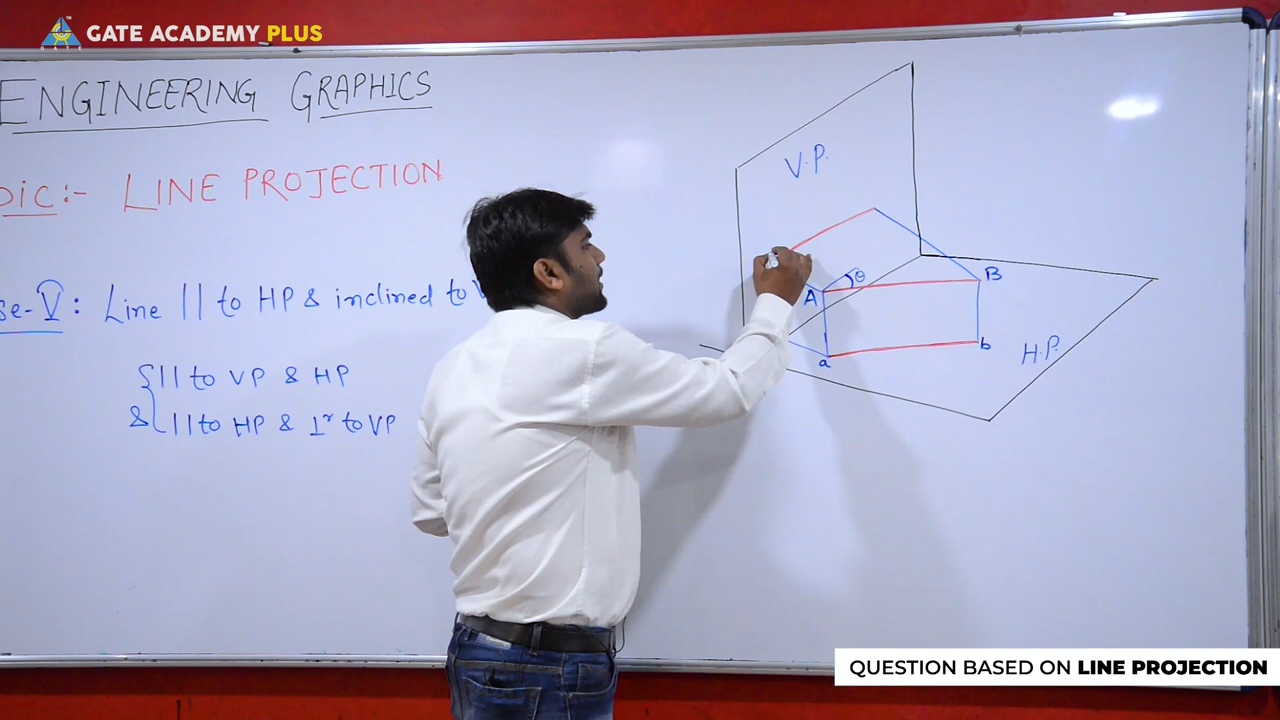 GATE ACADEMY PLUS
GATE
ENGINEERING GRAPHICS
PIC:- LINE PROJECTION
se-V: Line || to HP & inclined to V
|| to VP & HP
& || to HP & ⊥r to VP
V.P.
θ
A
B
a
b
H.P.
QUESTION BASED ON LINE PROJECTION